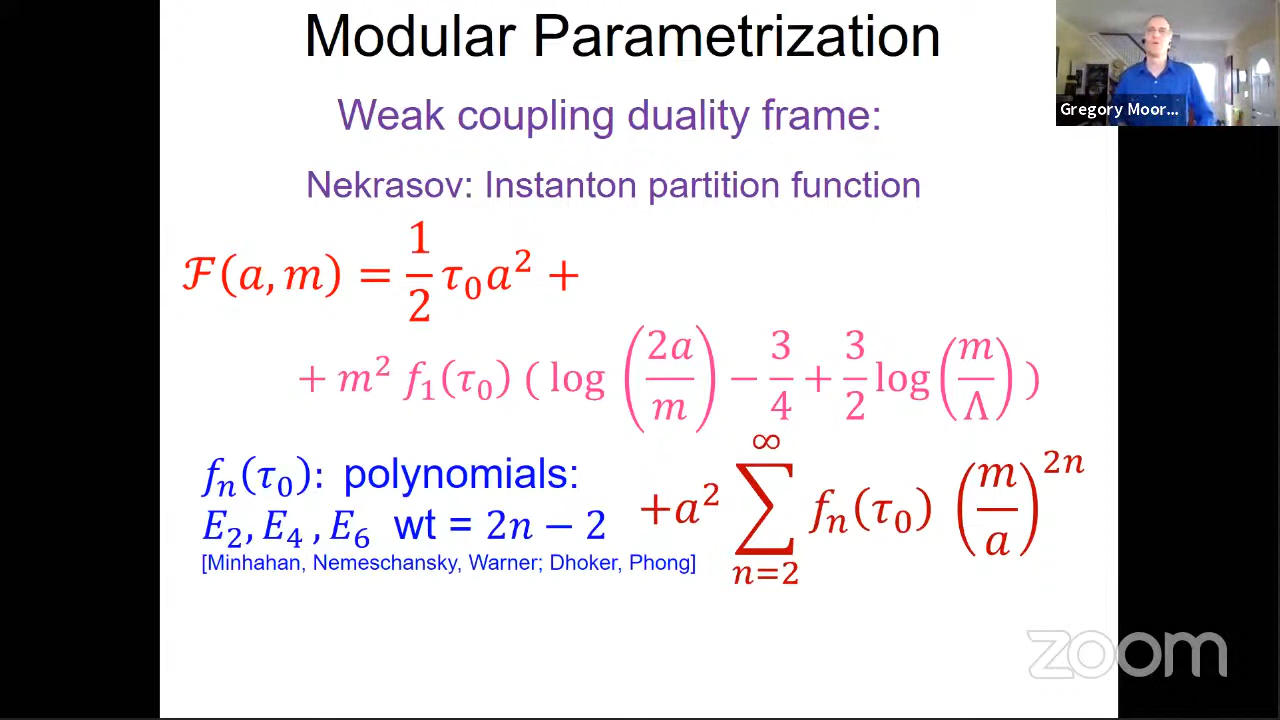 Modular Parametrization
Gregory Moor...
Weak coupling duality frame:
Nekrasov: Instanton partition function
ℱ(a, m) = 1/2 τ₀a² +
+ m² f₁(τ₀) ( log (2a/m) − 3/4 + 3/2 log (m/Λ) )
fₙ(τ₀): polynomials:
E₂, E₄ , E₆ wt = 2n − 2
[Minhahan, Nemeschansky, Warner; Dhoker, Phong]
+a² ∑_{n=2}^{∞} fₙ(τ₀) (m/a)^{2n}
zoom